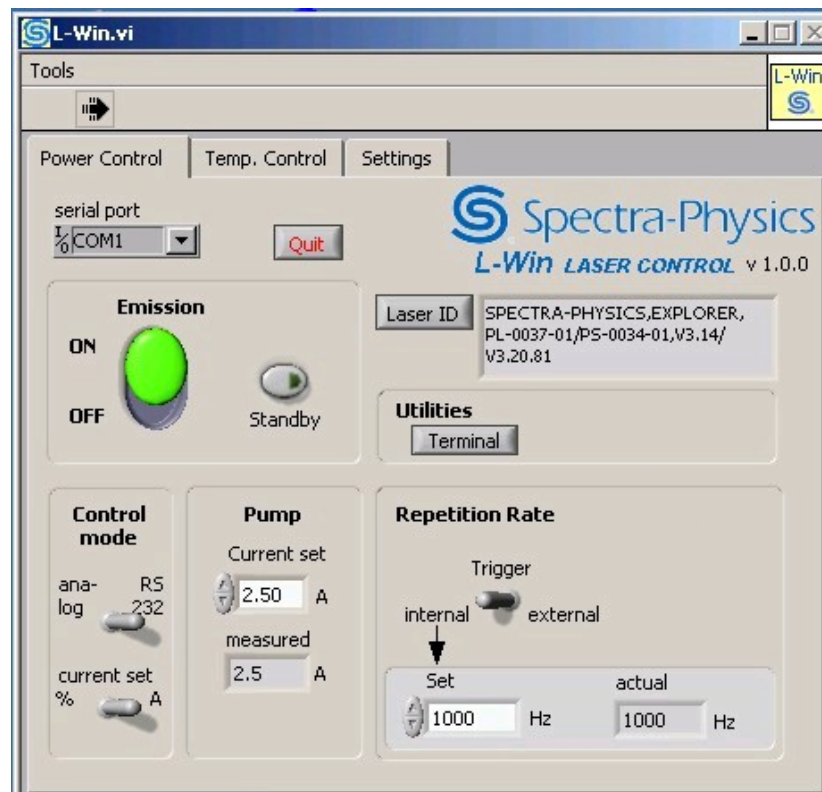 L-Win.vi
Tools
L-Win
Power Control
Temp. Control
Settings
serial port
I/O COM1
Quit
Spectra-Physics
L-Win LASER CONTROL v 1.0.0
Emission
ON
OFF
Standby
Laser ID
SPECTRA-PHYSICS,EXPLORER,
PL-0037-01/PS-0034-01,V3.14/
V3.20.81
Utilities
Terminal
Control
mode
ana- RS
log 232
current set
% A
Pump
Current set
2.50 A
measured
2.5 A
Repetition Rate
Trigger
internal external
Set actual
1000 Hz 1000 Hz